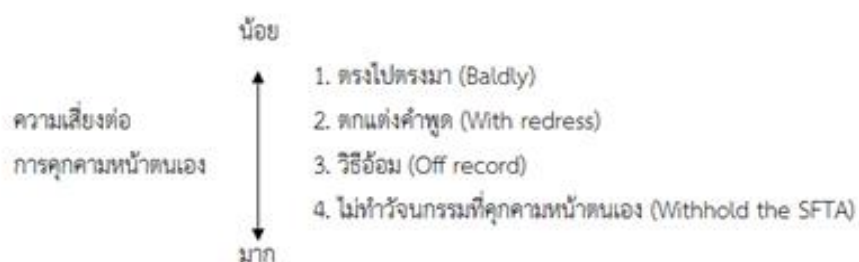 น้อย
1. ตรงไปตรงมา (Baldly)
ความเสี่ยงต่อ
2. ตกแต่งคำพูด (With redress)
การคุกคามหน้าตนเอง
3. วิธีอ้อม (Off record)
4. ไม่ทำวัจนกรรมที่คุกคามหน้าตนเอง (Withhold the SFTA)
มาก